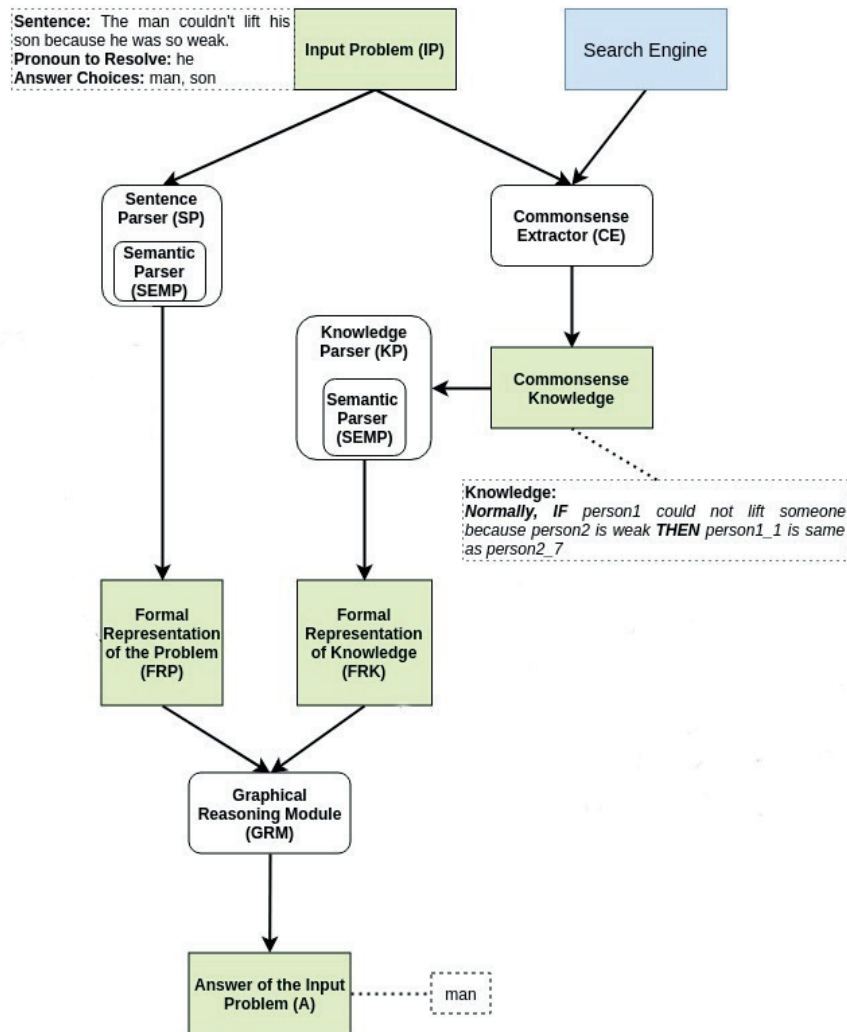 Sentence: The man couldn't lift his
son because he was so weak.
Pronoun to Resolve: he
Answer Choices: man, son
Input Problem (IP)
Search Engine
Sentence
Parser (SP)
Semantic
Parser
(SEMP)
Commonsense
Extractor (CE)
Knowledge
Parser (KP)
Semantic
Parser
(SEMP)
Commonsense
Knowledge
Knowledge:
Normally, IF person1 could not lift someone
because person2 is weak THEN person1_1 is same
as person2_7
Formal
Representation
of the Problem
(FRP)
Formal
Representation
of Knowledge
(FRK)
Graphical
Reasoning Module
(GRM)
Answer of the Input
Problem (A)
man